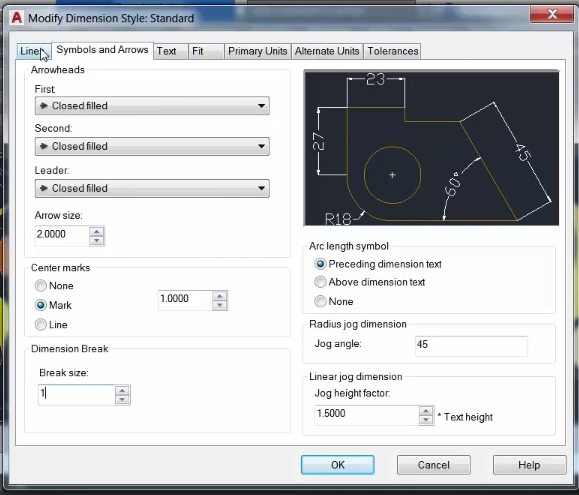 A Modify Dimension Style: Standard
Lines Symbols and Arrows Text Fit Primary Units Alternate Units Tolerances
Arrowheads
First:
Closed filled
Second:
Closed filled
Leader:
Closed filled
Arrow size:
2.0000
Center marks
None
Mark
1.0000
Line
Dimension Break
Break size:
1
23
27
45
60°
R18
Arc length symbol
Preceding dimension text
Above dimension text
None
Radius jog dimension
Jog angle: 45
Linear jog dimension
Jog height factor:
1.5000 * Text height
OK Cancel Help